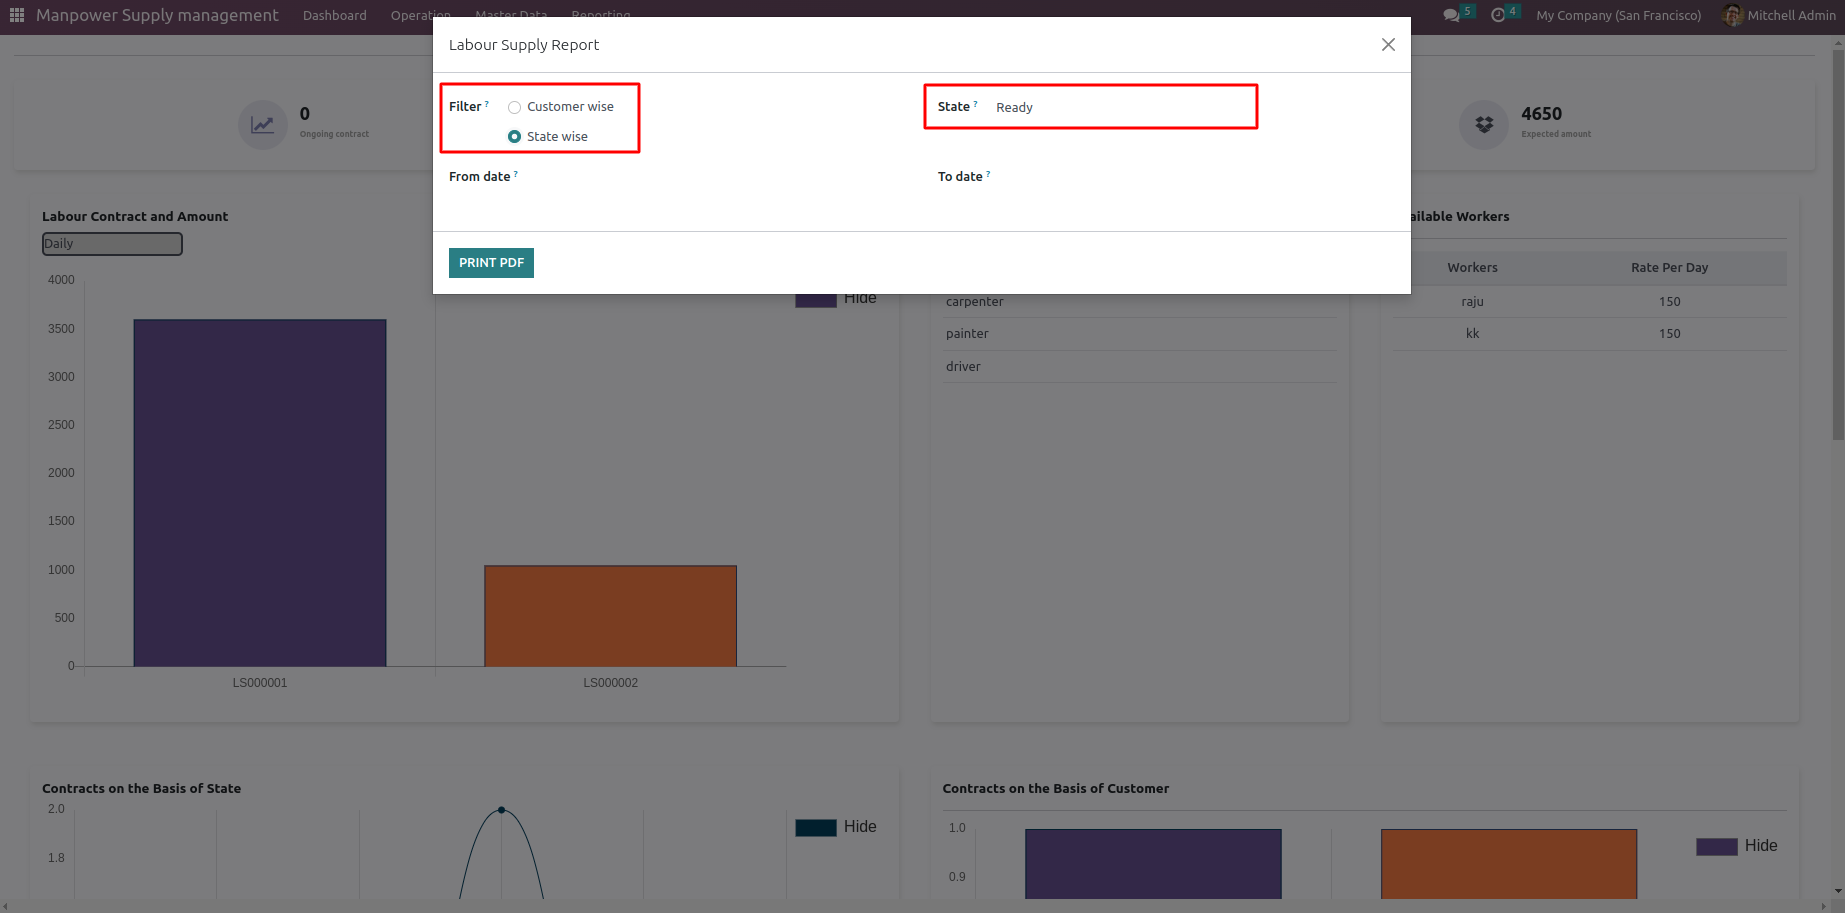 Manpower Supply management Dashboard Operation Master Data Reporting 5 4 My Company (San Francisco) Mitchell Admin
Labour Supply Report
Filter ? Customer wise
State wise
State ? Ready
From date ? To date ?
PRINT PDF
0
Ongoing contract
4650
Expected amount
Labour Contract and Amount
Daily
Hide
4000
3500
3000
2500
2000
1500
1000
500
0
LS000001 LS000002
carpenter
painter
driver
ailable Workers
Workers Rate Per Day
raju 150
kk 150
Contracts on the Basis of State
2.0
1.8
Hide
Contracts on the Basis of Customer
1.0
0.9
Hide